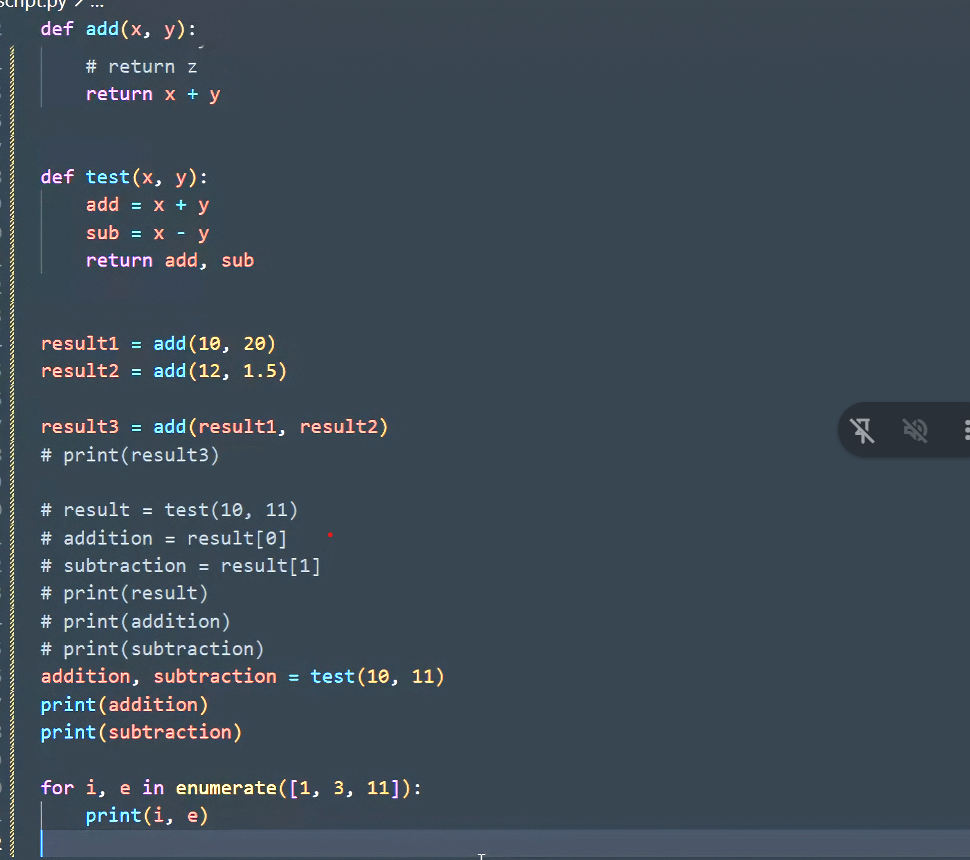 script.py > ...
def add(x, y):
    # return z
    return x + y


def test(x, y):
    add = x + y
    sub = x - y
    return add, sub


result1 = add(10, 20)
result2 = add(12, 1.5)

result3 = add(result1, result2)
# print(result3)

# result = test(10, 11)
# addition = result[0]
# subtraction = result[1]
# print(result)
# print(addition)
# print(subtraction)
addition, subtraction = test(10, 11)
print(addition)
print(subtraction)

for i, e in enumerate([1, 3, 11]):
    print(i, e)